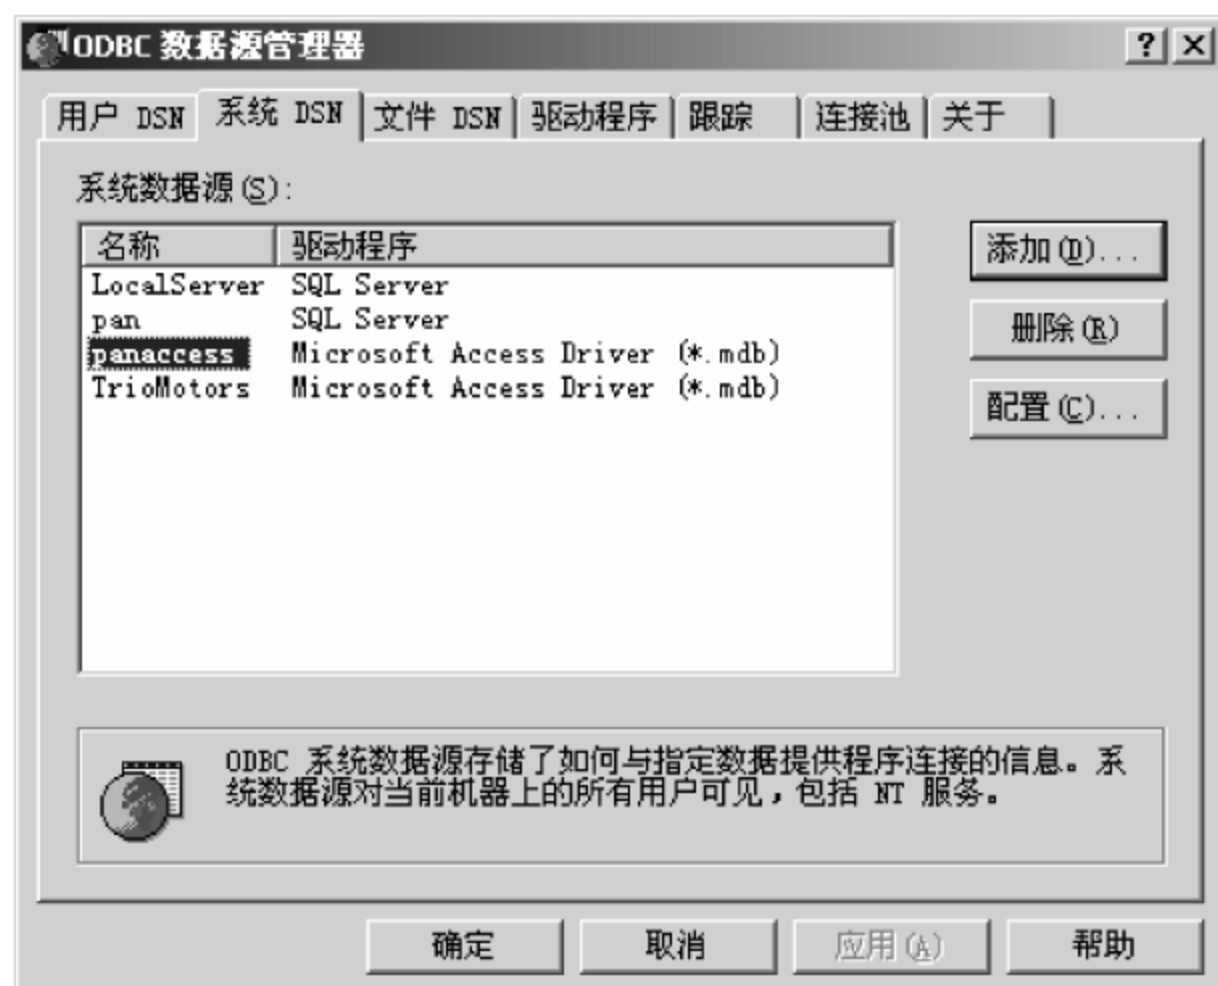 ODBC 数据源管理器
用户 DSN 系统 DSN 文件 DSN 驱动程序 跟踪 连接池 关于
系统数据源(S):
名称 驱动程序
添加(D)...
LocalServer SQL Server
pan SQL Server
删除(R)
panaccess Microsoft Access Driver (*.mdb)
TrioMotors Microsoft Access Driver (*.mdb)
配置(C)...
ODBC 系统数据源存储了如何与指定数据提供程序连接的信息。系
统数据源对当前机器上的所有用户可见，包括 NT 服务。
确定 取消 应用(A) 帮助